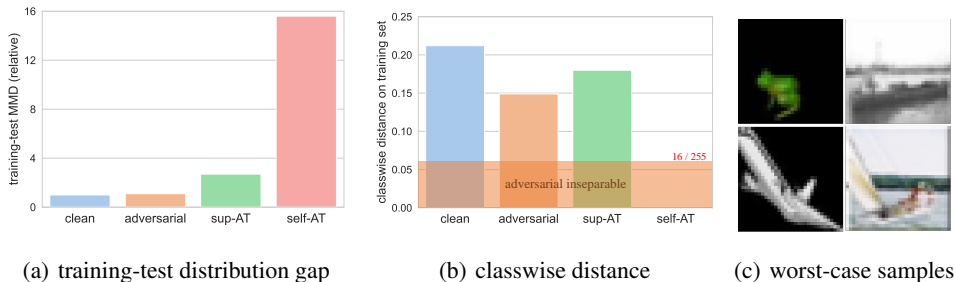 training-test MMD (relative)
16
12
8
4
0
clean
adversarial
sup-AT
self-AT
(a) training-test distribution gap
classwise distance on training set
0.25
0.20
0.15
0.10
0.05
0.00
16 / 255
adversarial inseparable
clean
adversarial
sup-AT
self-AT
(b) classwise distance
(c) worst-case samples